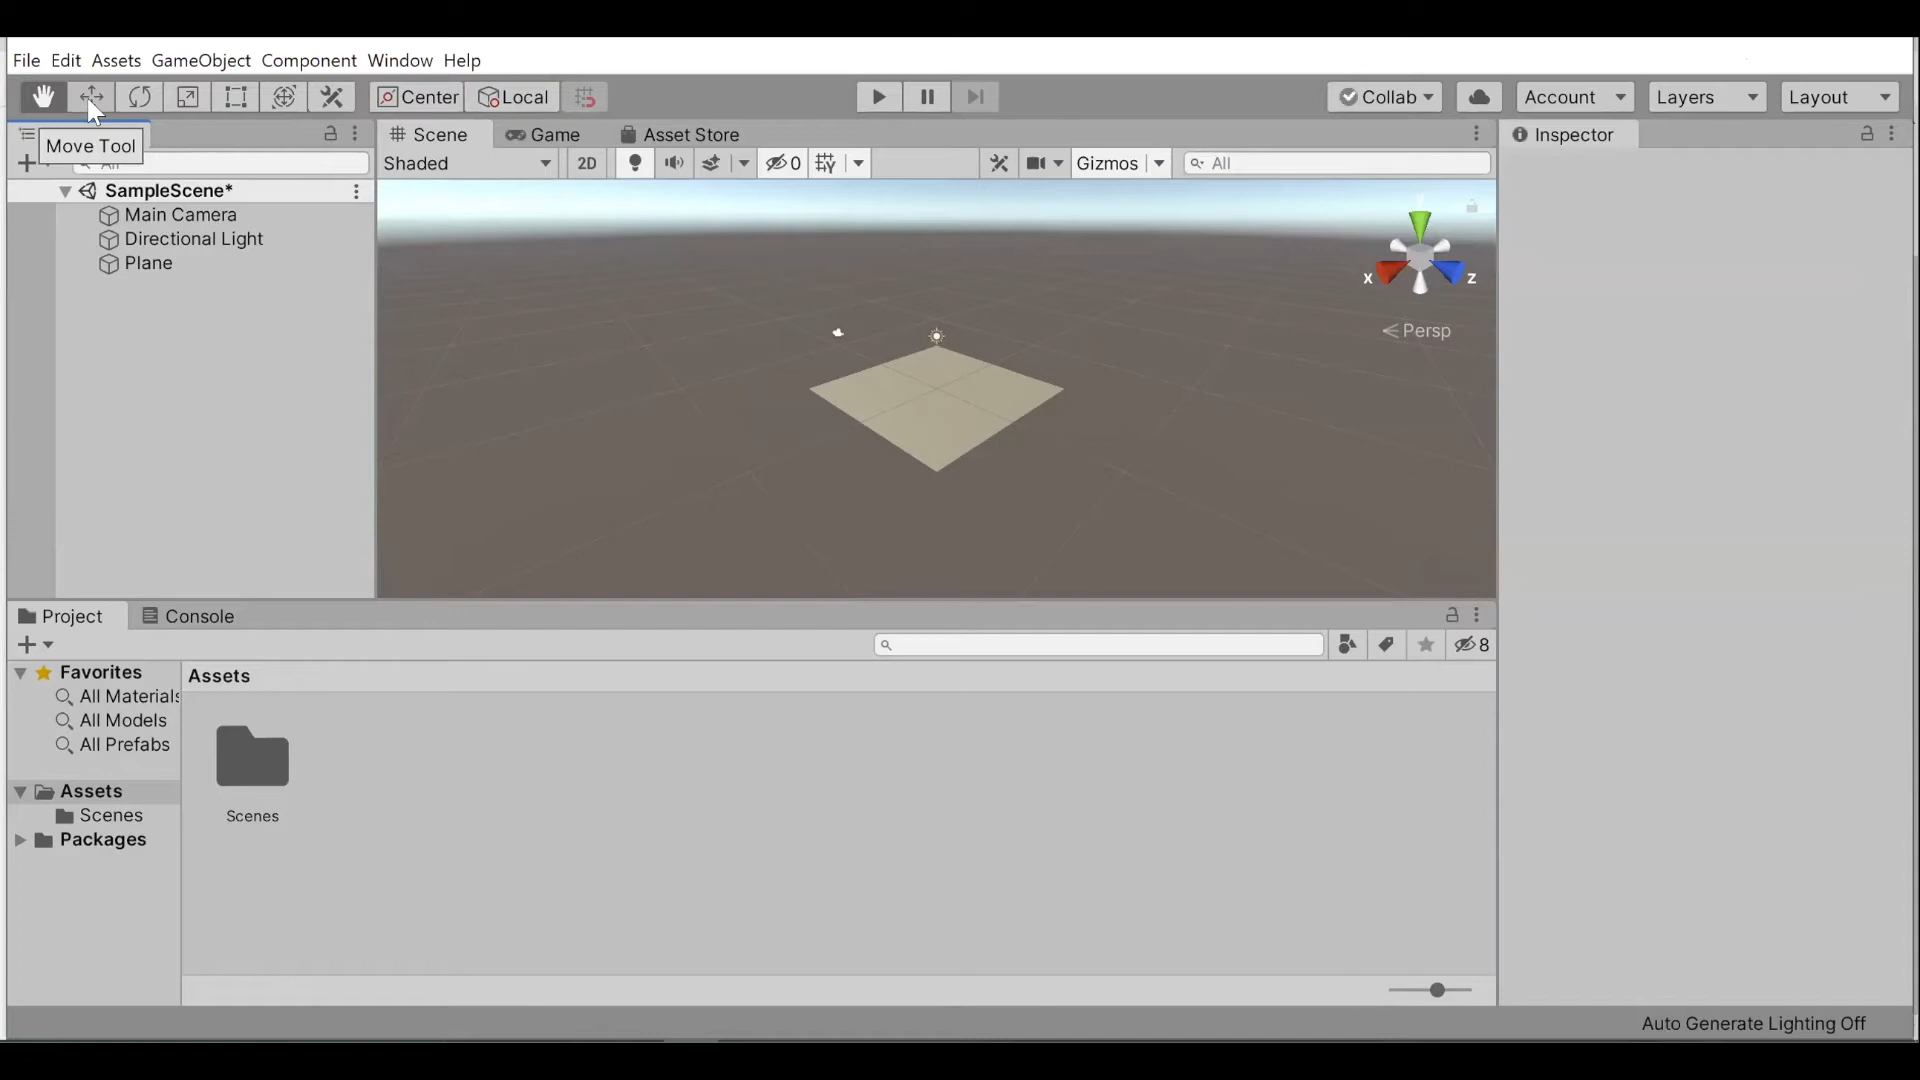 File Edit Assets GameObject Component Window Help
Center Local Collab Account Layers Layout
Move Tool
Scene Game Asset Store
Inspector
Shaded 2D 0 Gizmos All
SampleScene*
Main Camera
Directional Light
Plane
x z
Persp
Project Console
8
Favorites
All Materials
All Models
All Prefabs
Assets
Scenes
Packages
Assets
Scenes
Auto Generate Lighting Off